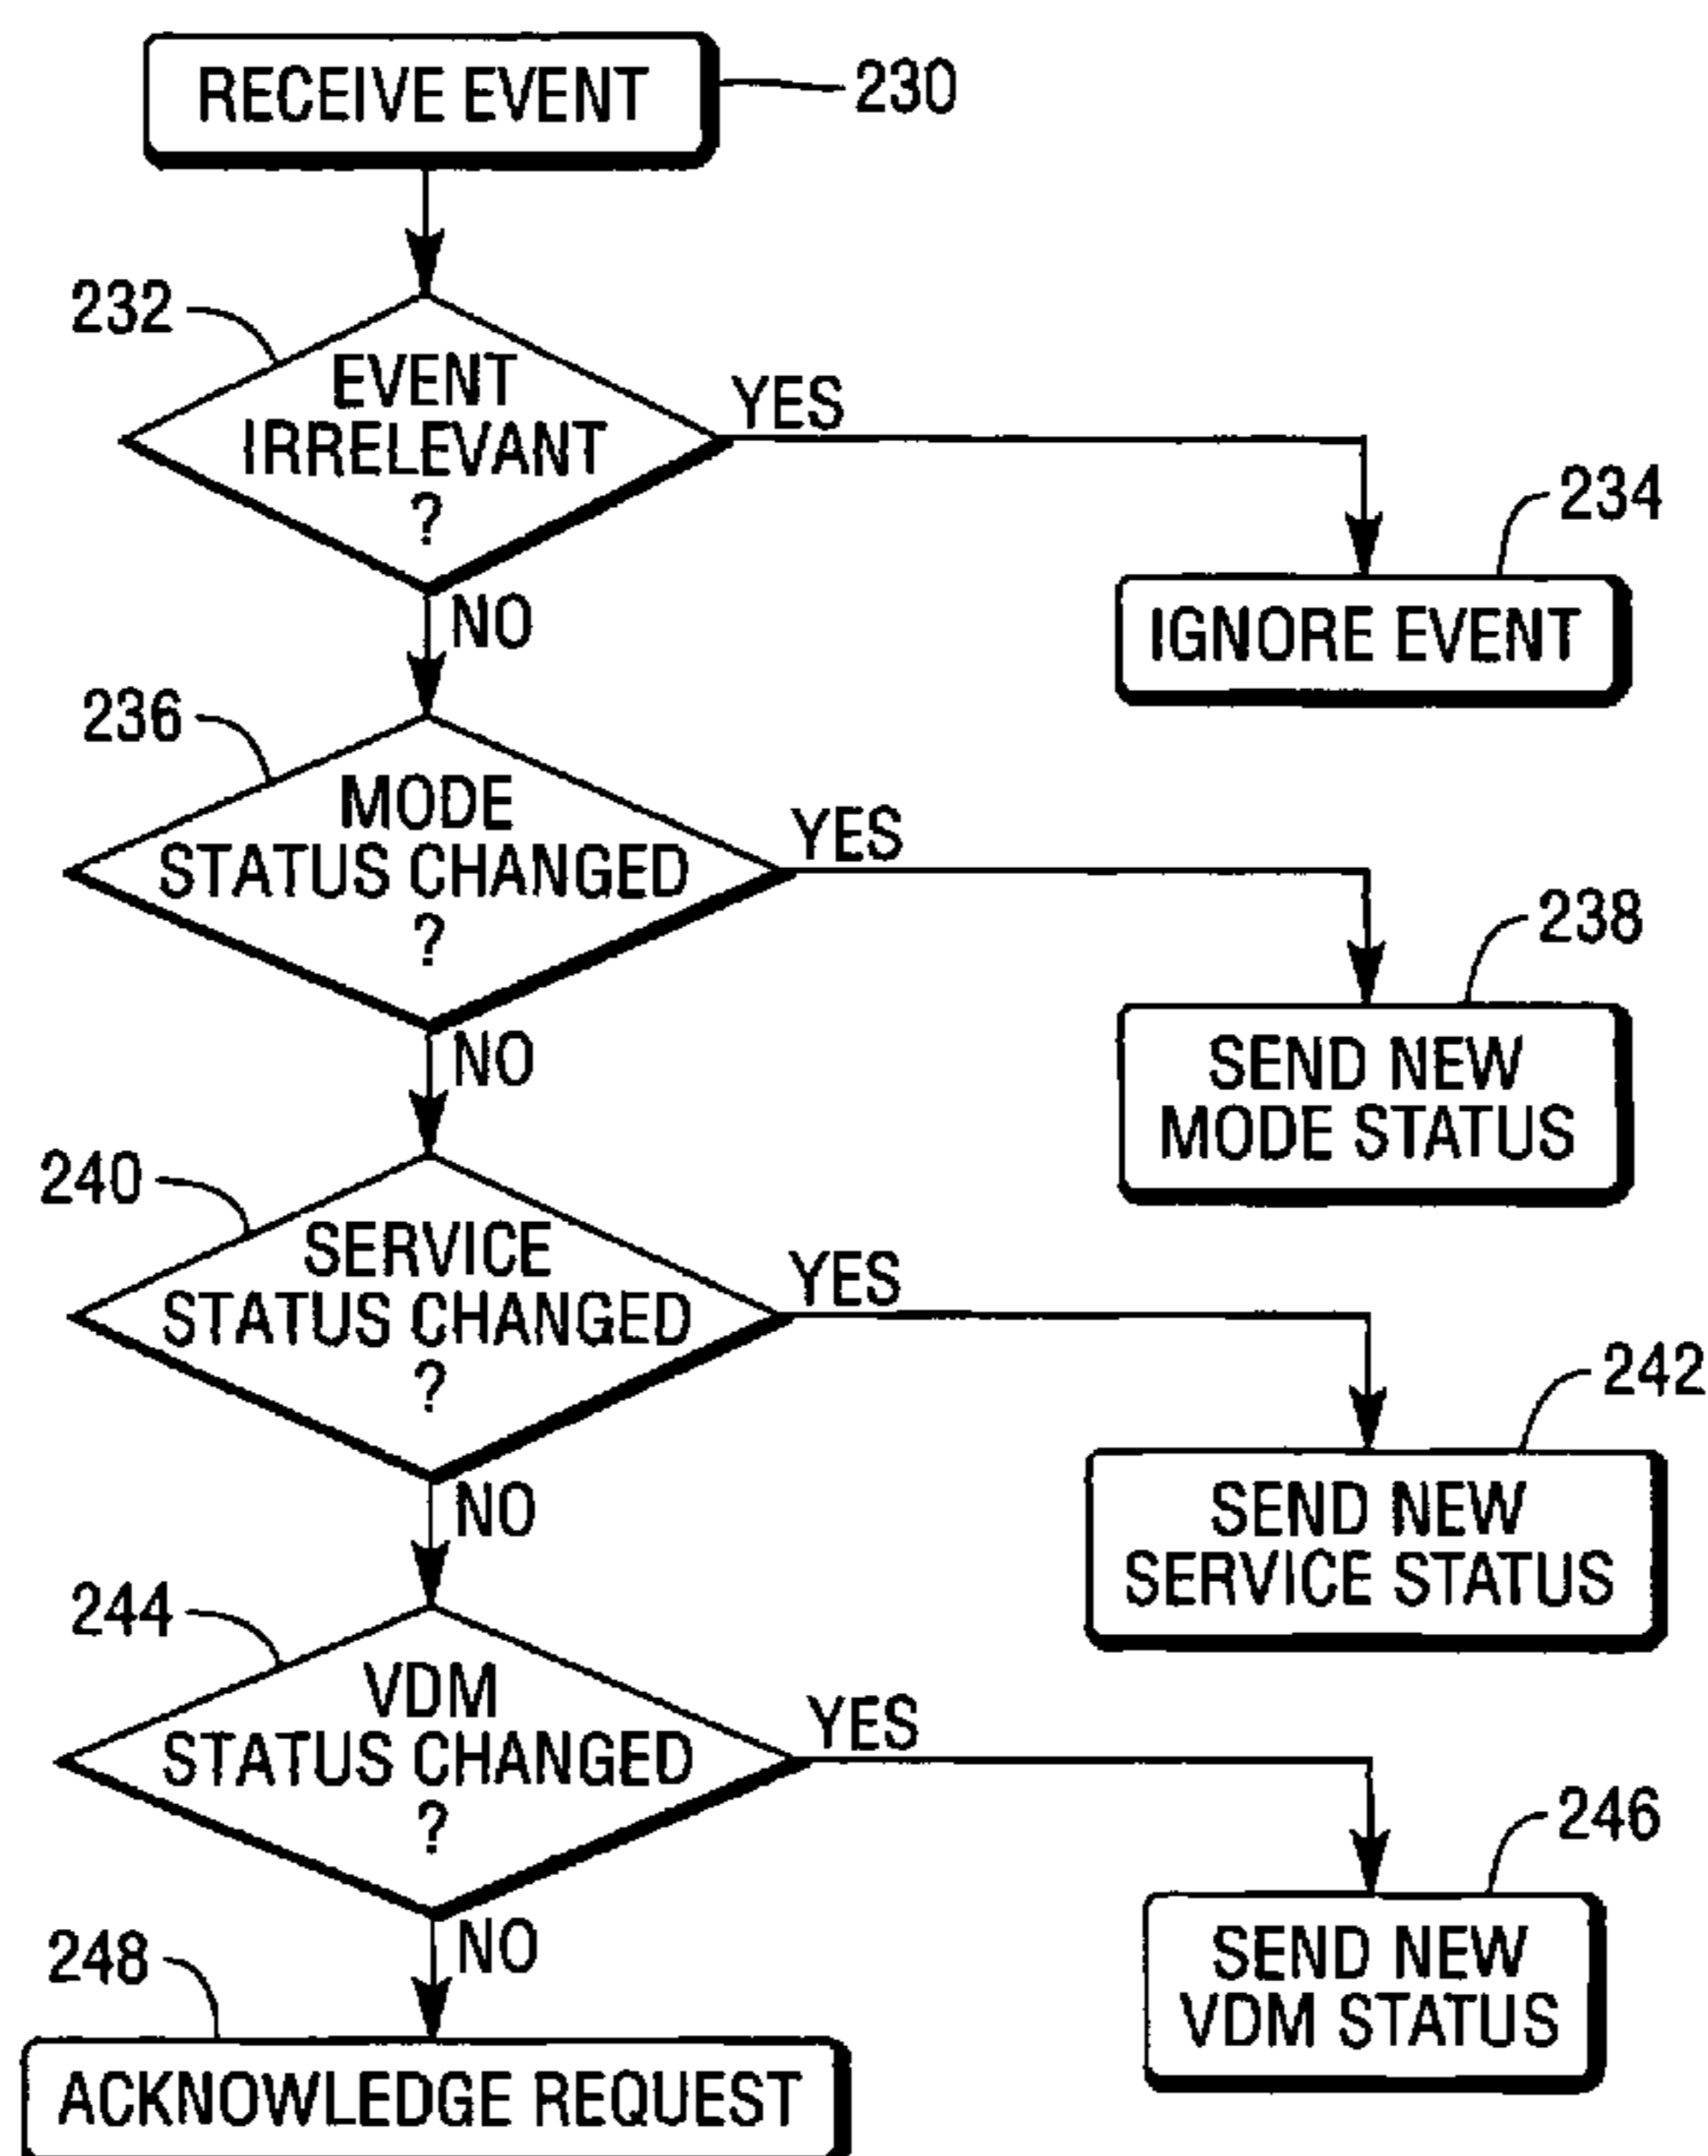 RECEIVE EVENT
230
232
EVENT
IRRELEVANT
?
YES
234
IGNORE EVENT
NO
236
MODE
STATUS CHANGED
?
YES
238
SEND NEW
MODE STATUS
NO
240
SERVICE
STATUS CHANGED
?
YES
242
SEND NEW
SERVICE STATUS
NO
244
VDM
STATUS CHANGED
?
YES
246
SEND NEW
VDM STATUS
NO
248
ACKNOWLEDGE REQUEST